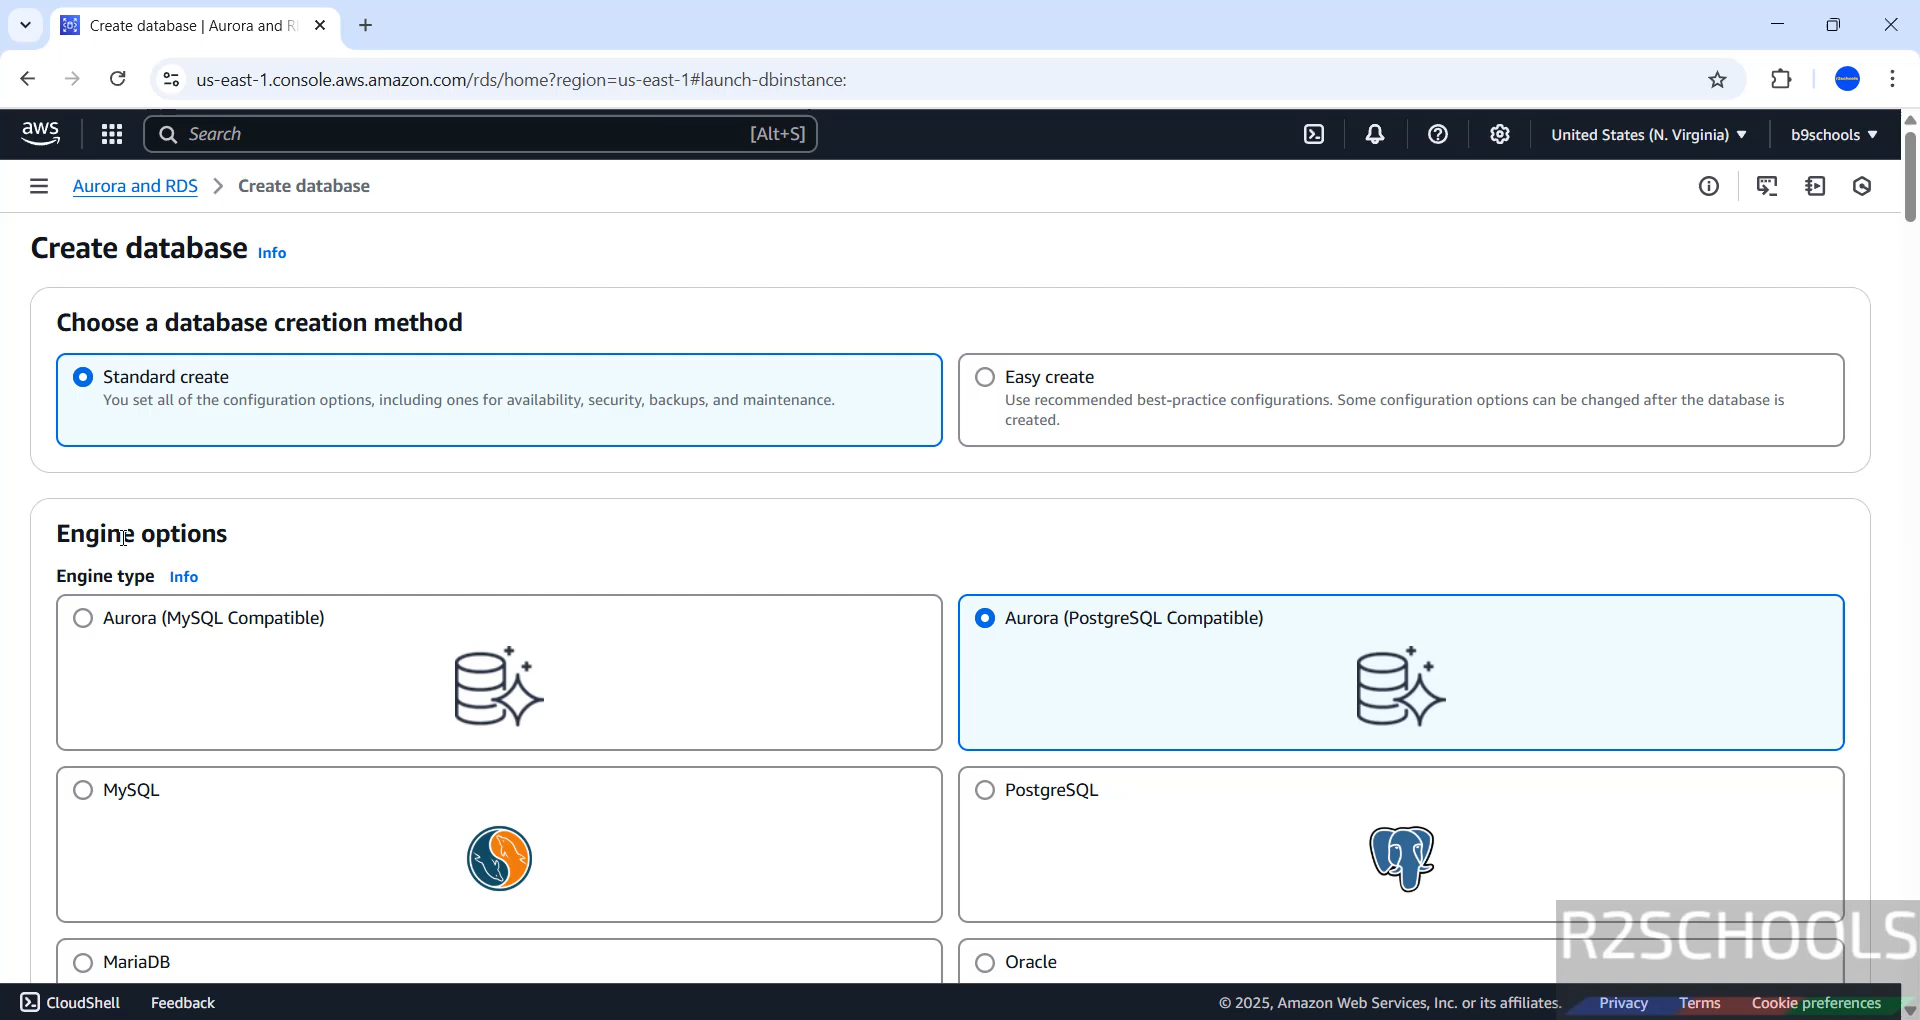 Create database | Aurora and R
us-east-1.console.aws.amazon.com/rds/home?region=us-east-1#launch-dbinstance:
aws
Search
[Alt+S]
United States (N. Virginia)
b9schools
Aurora and RDS > Create database
Create database Info
Choose a database creation method
Standard create
You set all of the configuration options, including ones for availability, security, backups, and maintenance.
Easy create
Use recommended best-practice configurations. Some configuration options can be changed after the database is
created.
Engine options
Engine type Info
Aurora (MySQL Compatible)
Aurora (PostgreSQL Compatible)
MySQL
PostgreSQL
MariaDB
Oracle
R2SCHOOLS
CloudShell
Feedback
© 2025, Amazon Web Services, Inc. or its affiliates.
Privacy
Terms
Cookie preferences